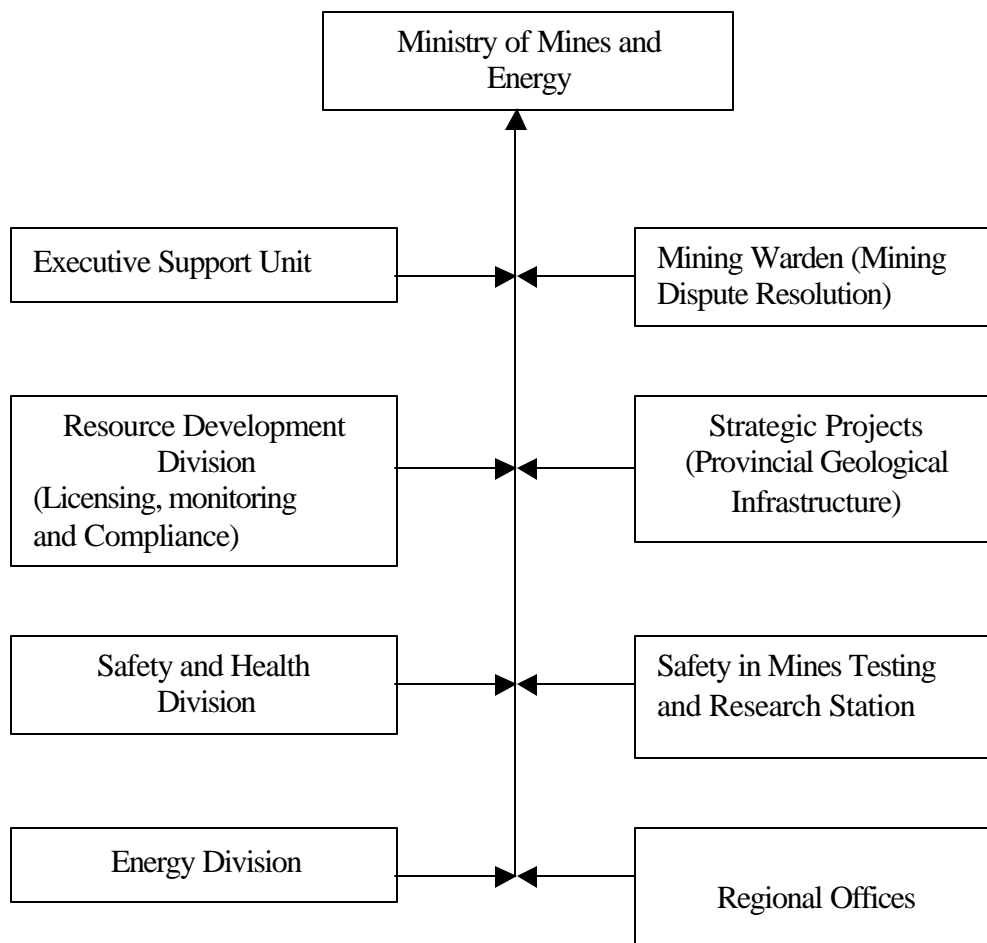 Ministry of Mines and
Energy
Executive Support Unit
Mining Warden (Mining
Dispute Resolution)
Resource Development
Division
(Licensing, monitoring
and Compliance)
Strategic Projects
(Provincial Geological
Infrastructure)
Safety and Health
Division
Safety in Mines Testing
and Research Station
Energy Division
Regional Offices